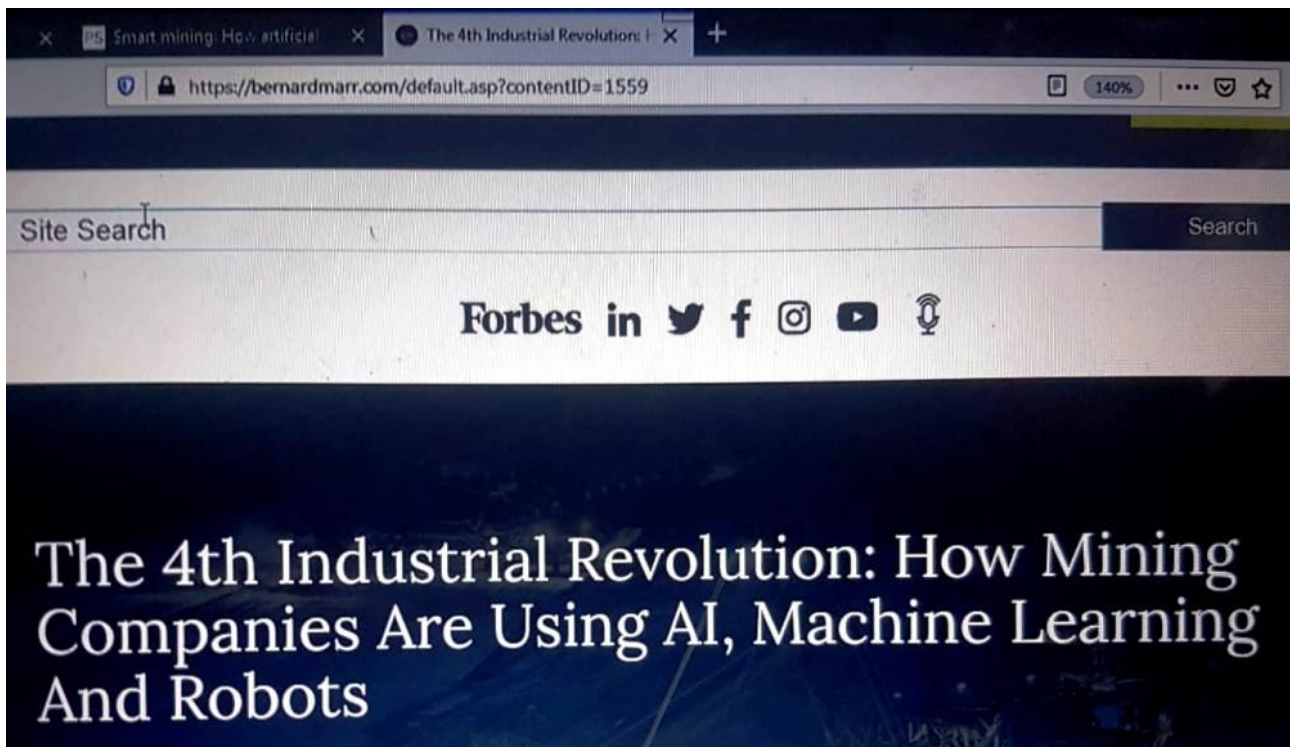 PS Smart mining: How artificial
The 4th Industrial Revolution:
https://bernardmarr.com/default.asp?contentID=1559
140%
Site Search
Search
Forbes in f
The 4th Industrial Revolution: How Mining
Companies Are Using AI, Machine Learning
And Robots